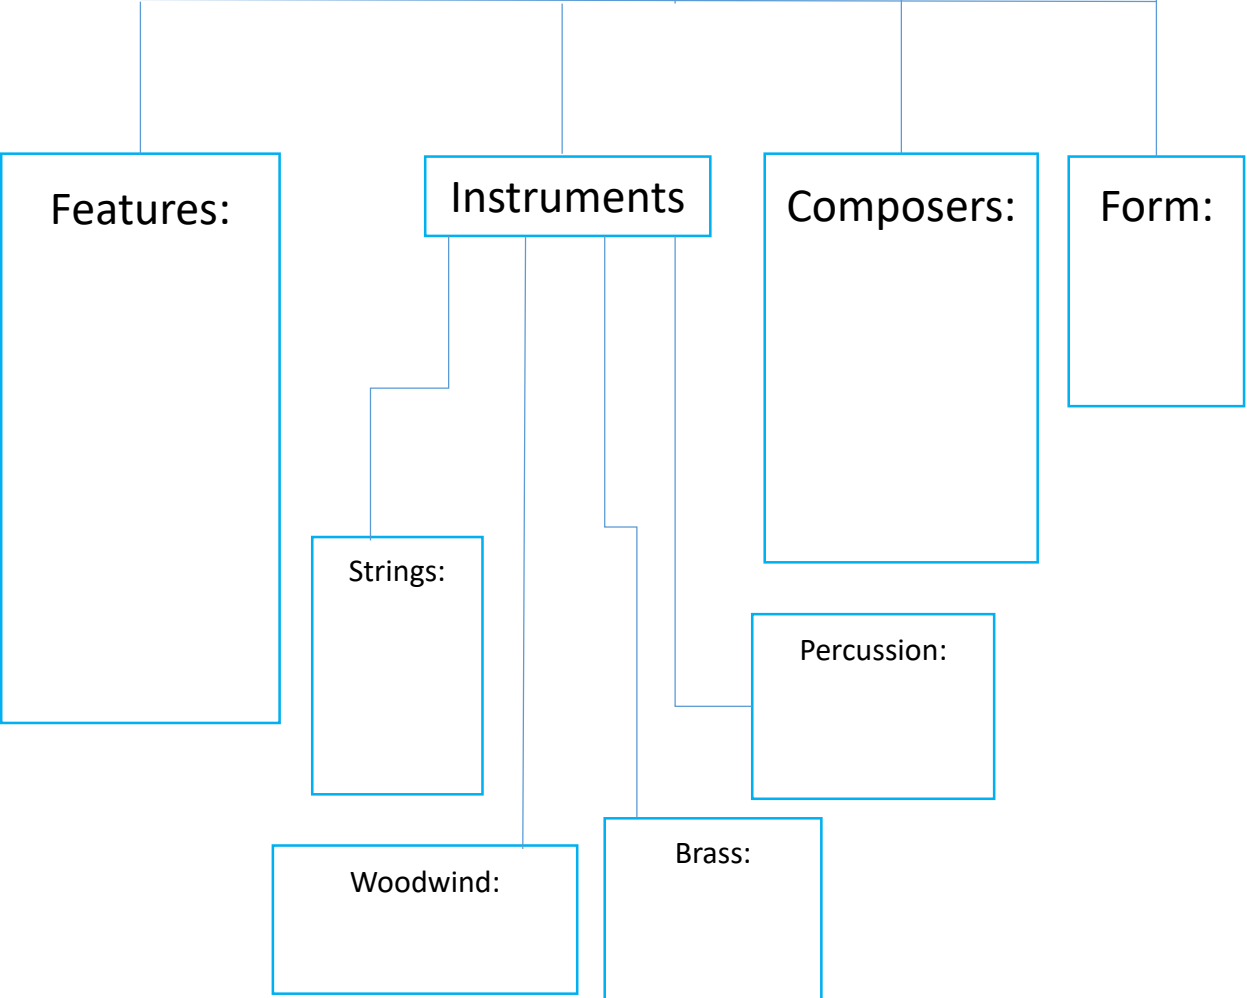 Features:
Instruments
Composers:
Form:
Strings:
Percussion:
Woodwind:
Brass: